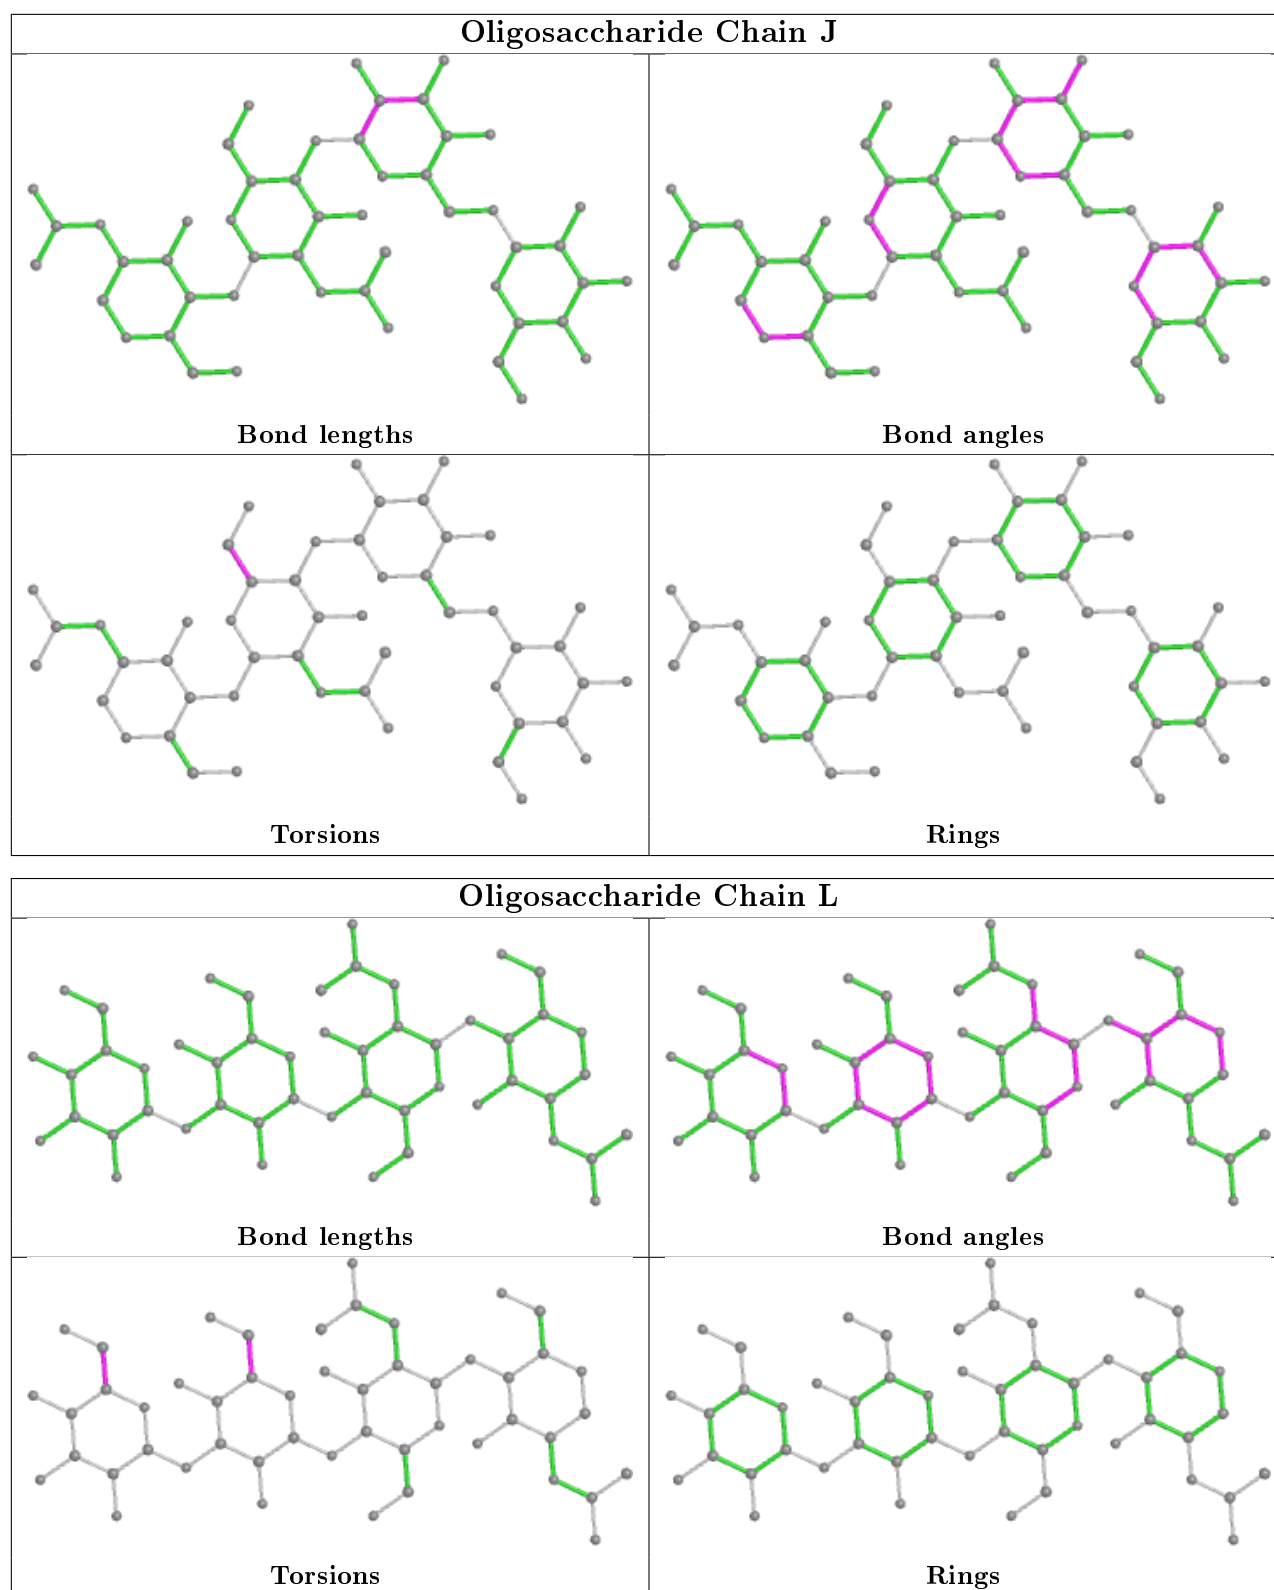 Oligosaccharide Chain J
Bond lengths
Bond angles
Torsions
Rings
Oligosaccharide Chain L
Bond lengths
Bond angles
Torsions
Rings